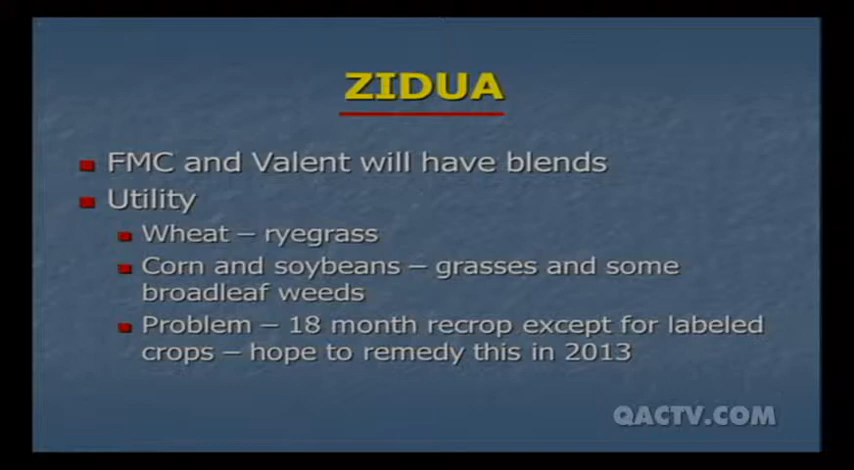 ZIDUA
FMC and Valent will have blends
Utility
Wheat – ryegrass
Corn and soybeans – grasses and some
broadleaf weeds
Problem – 18 month recrop except for labeled
crops – hope to remedy this in 2013
QACTV.COM